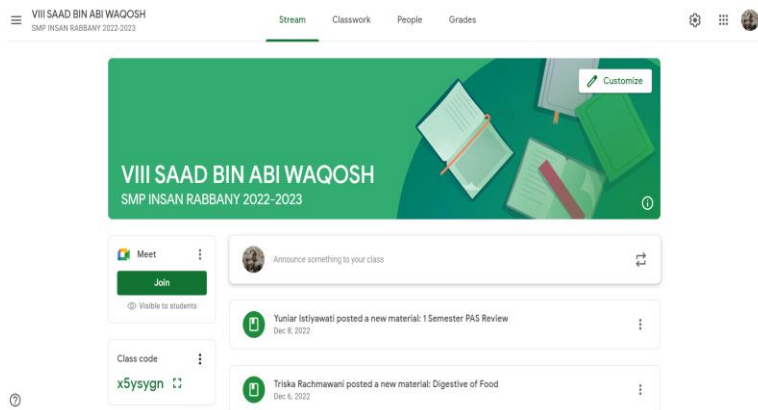 VIII SAAD BIN ABI WAQOSH
SMP INSAN RABBANY 2022-2023
Stream
Classwork
People
Grades
Customize
VIII SAAD BIN ABI WAQOSH
SMP INSAN RABBANY 2022-2023
Meet
Join
Visible to students
Class code
x5ysygn
Announce something to your class
Yuniar Istiyawati posted a new material: 1 Semester PAS Review
Dec 8, 2022
Triska Rachmawani posted a new material: Digestive of Food
Dec 6, 2022